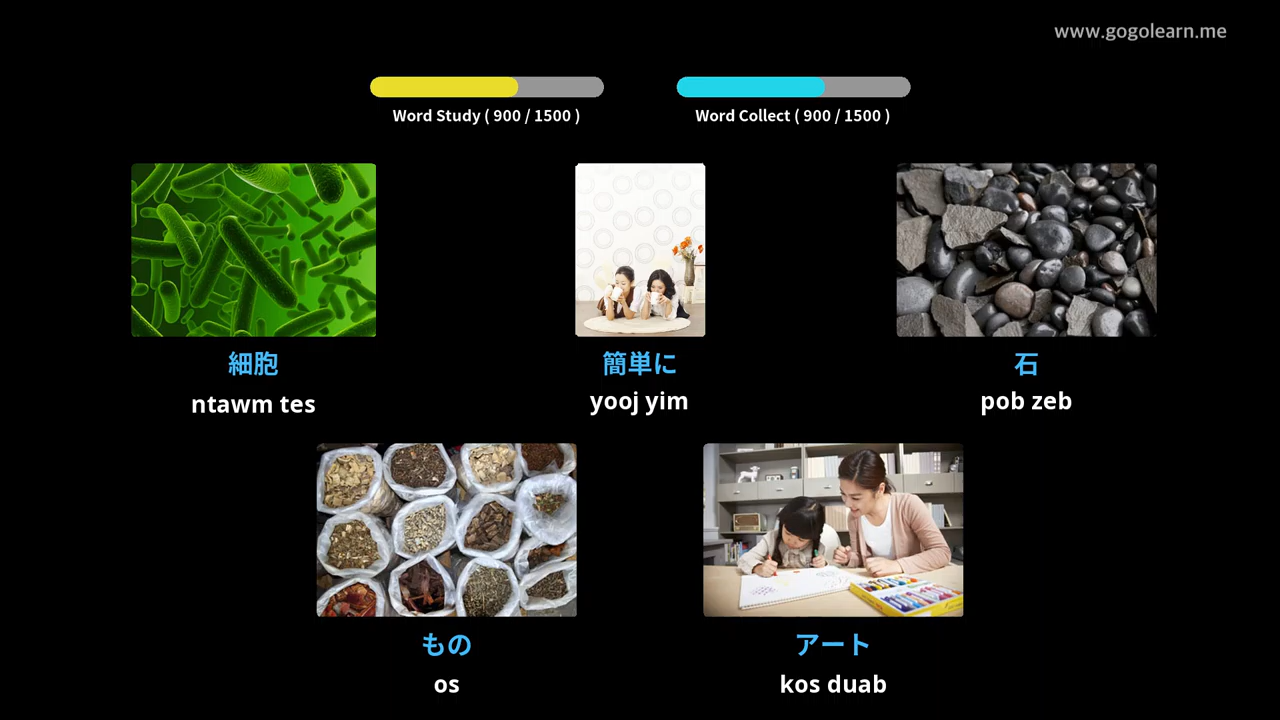 www.gogolearn.me
Word Study ( 900 / 1500 )
Word Collect ( 900 / 1500 )
細胞
簡単に
石
ntawm tes
yooj yim
pob zeb
もの
アート
os
kos duab